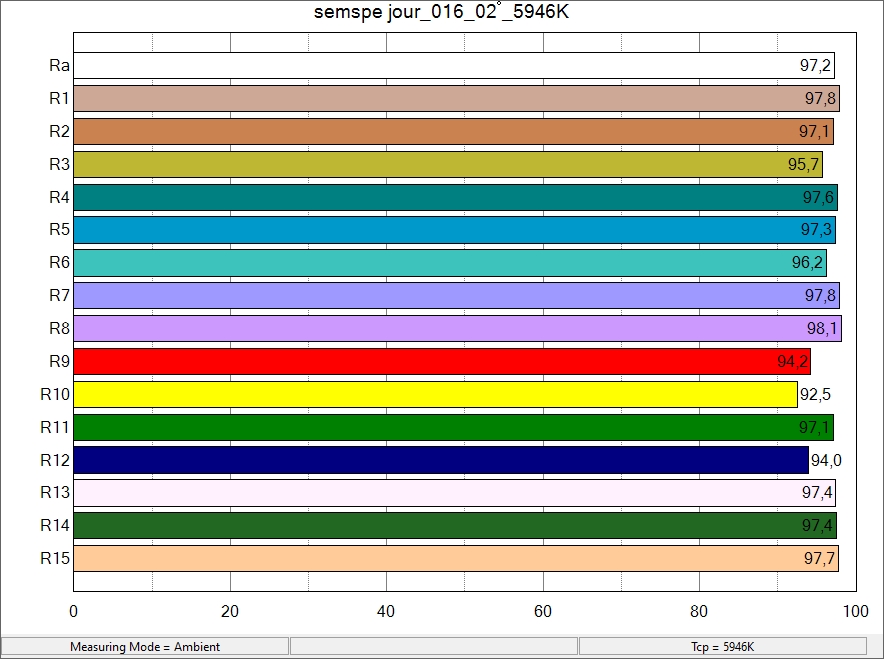 semspe jour_016_02°_5946K
Ra 97,2
R1 97,8
R2 97,1
R3 95,7
R4 97,6
R5 97,3
R6 96,2
R7 97,8
R8 98,1
R9 94,2
R10 92,5
R11 97,1
R12 94,0
R13 97,4
R14 97,4
R15 97,7
0 20 40 60 80 100
Measuring Mode = Ambient Tcp = 5946K